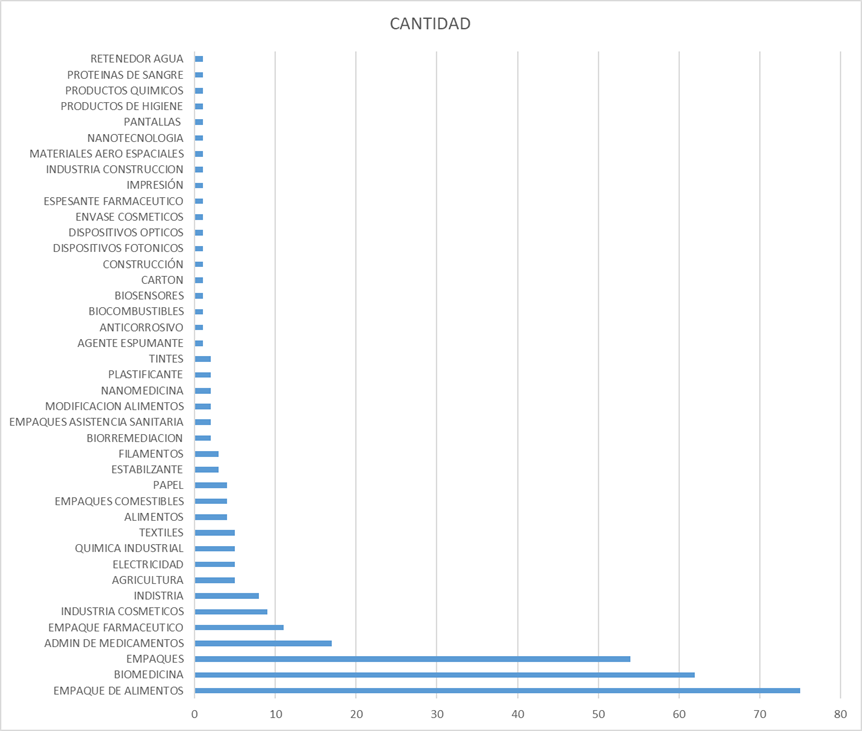 CANTIDAD
RETENEDOR AGUA
PROTEINAS DE SANGRE
PRODUCTOS QUIMICOS
PRODUCTOS DE HIGIENE
PANTALLAS
NANOTECNOLOGIA
MATERIALES AERO ESPACIALES
INDUSTRIA CONSTRUCCION
IMPRESIÓN
ESPESANTE FARMACEUTICO
ENVASE COSMETICOS
DISPOSITIVOS OPTICOS
DISPOSITIVOS FOTONICOS
CONSTRUCCIÓN
CARTON
BIOSENSORES
BIOCOMBUSTIBLES
ANTICORROSIVO
AGENTE ESPUMANTE
TINTES
PLASTIFICANTE
NANOMEDICINA
MODIFICACION ALIMENTOS
EMPAQUES ASISTENCIA SANITARIA
BIORREMEDIACION
FILAMENTOS
ESTABILZANTE
PAPEL
EMPAQUES COMESTIBLES
ALIMENTOS
TEXTILES
QUIMICA INDUSTRIAL
ELECTRICIDAD
AGRICULTURA
INDISTRIA
INDUSTRIA COSMETICOS
EMPAQUE FARMACEUTICO
ADMIN DE MEDICAMENTOS
EMPAQUES
BIOMEDICINA
EMPAQUE DE ALIMENTOS
0 10 20 30 40 50 60 70 80